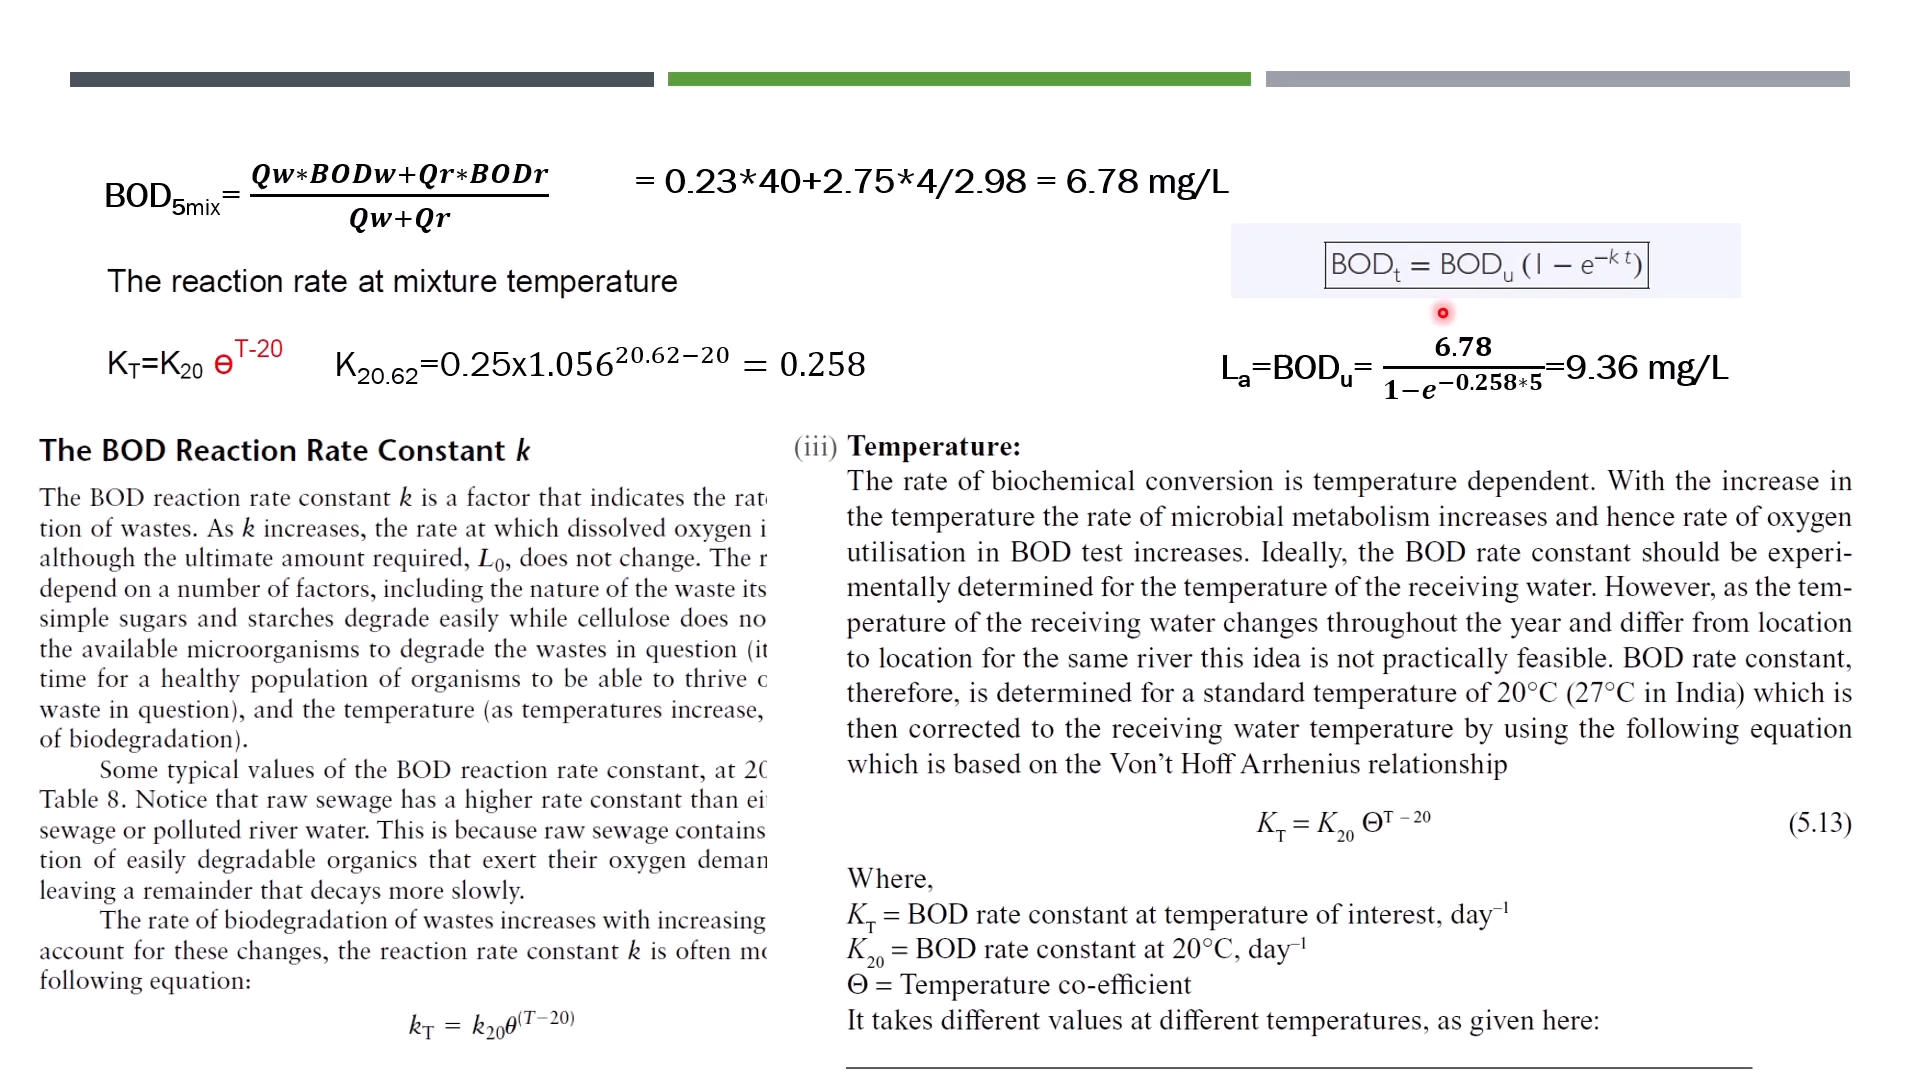 BOD5mix= Qw*BODw+Qr*BODr / Qw+Qr = 0.23*40+2.75*4/2.98 = 6.78 mg/L
BODt = BODu (1 − e^−k t)
The reaction rate at mixture temperature
KT=K20 ɵ^T-20 K20.62=0.25x1.056^20.62−20 = 0.258
La=BODu= 6.78 / 1−e^−0.258*5 =9.36 mg/L
The BOD Reaction Rate Constant k
The BOD reaction rate constant k is a factor that indicates the
tion of wastes. As k increases, the rate at which dissolved oxygen
although the ultimate amount required, L0, does not change. The
depend on a number of factors, including the nature of the waste
simple sugars and starches degrade easily while cellulose does
the available microorganisms to degrade the wastes in question
time for a healthy population of organisms to be able to thrive
waste in question), and the temperature (as temperatures increase,
of biodegradation).
Some typical values of the BOD reaction rate constant, at
Table 8. Notice that raw sewage has a higher rate constant than
sewage or polluted river water. This is because raw sewage contains
tion of easily degradable organics that exert their oxygen
leaving a remainder that decays more slowly.
The rate of biodegradation of wastes increases with increasing
account for these changes, the reaction rate constant k is often
following equation:
kT = k20θ^(T−20)
(iii) Temperature:
The rate of biochemical conversion is temperature dependent. With the increase in
the temperature the rate of microbial metabolism increases and hence rate of oxygen
utilisation in BOD test increases. Ideally, the BOD rate constant should be experi-
mentally determined for the temperature of the receiving water. However, as the tem-
perature of the receiving water changes throughout the year and differ from location
to location for the same river this idea is not practically feasible. BOD rate constant,
therefore, is determined for a standard temperature of 20°C (27°C in India) which is
then corrected to the receiving water temperature by using the following equation
which is based on the Von't Hoff Arrhenius relationship
KT = K20 Θ^T − 20 (5.13)
Where,
KT = BOD rate constant at temperature of interest, day^–1
K20 = BOD rate constant at 20°C, day^–1
Θ = Temperature co-efficient
It takes different values at different temperatures, as given here: